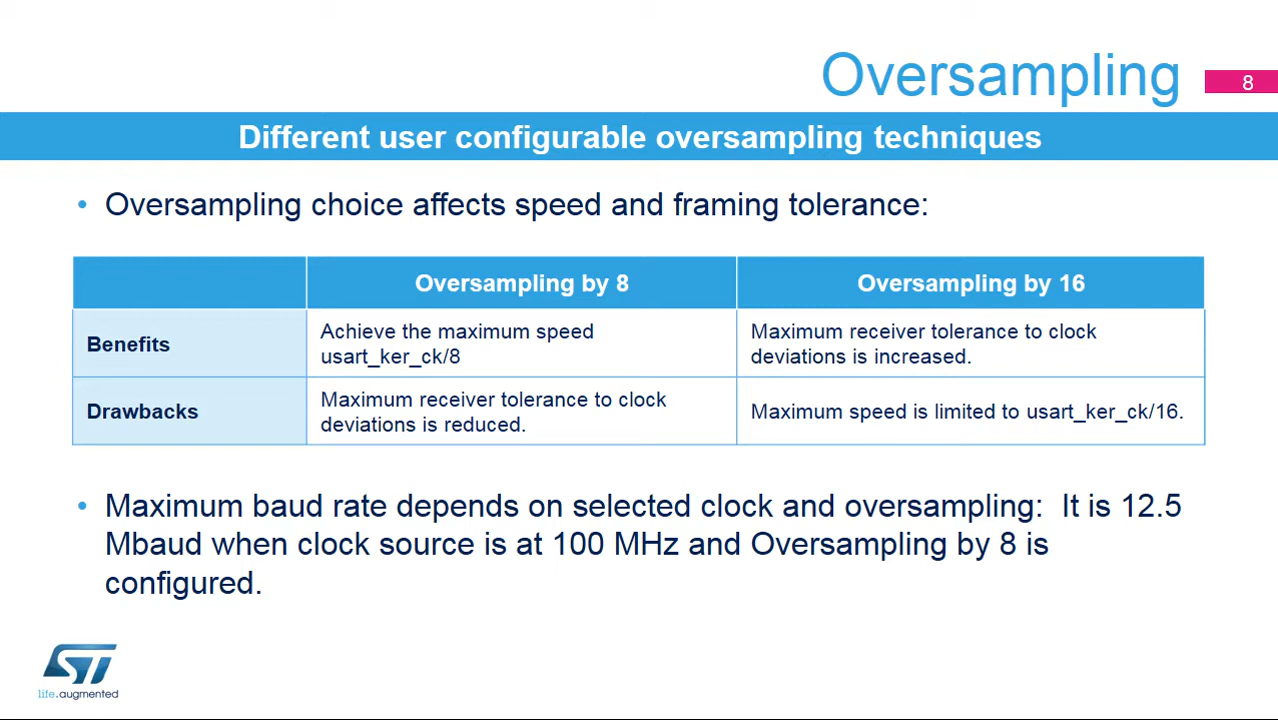 Oversampling
8
Different user configurable oversampling techniques
• Oversampling choice affects speed and framing tolerance:
Oversampling by 8 Oversampling by 16
Benefits
Achieve the maximum speed
usart_ker_ck/8
Maximum receiver tolerance to clock
deviations is increased.
Drawbacks
Maximum receiver tolerance to clock
deviations is reduced.
Maximum speed is limited to usart_ker_ck/16.
• Maximum baud rate depends on selected clock and oversampling: It is 12.5
Mbaud when clock source is at 100 MHz and Oversampling by 8 is
configured.
ST
life.augmented